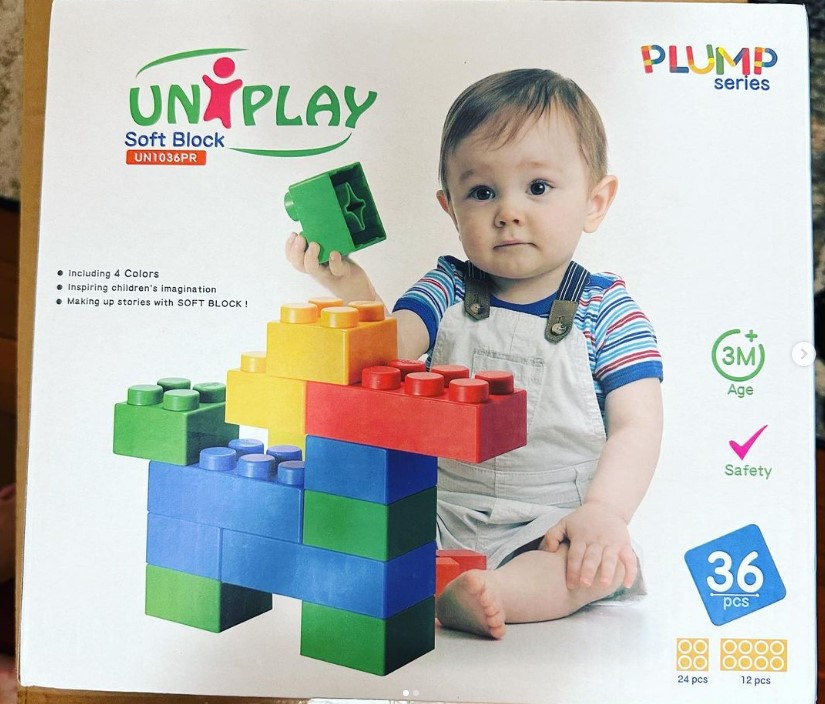 UNiPLAY
Soft Block
UN1036PR
PLUMP
series
Including 4 Colors
Inspiring children's imagination
Making up stories with SOFT BLOCK !
3M+
Age
Safety
36
pcs
24 pcs
12 pcs